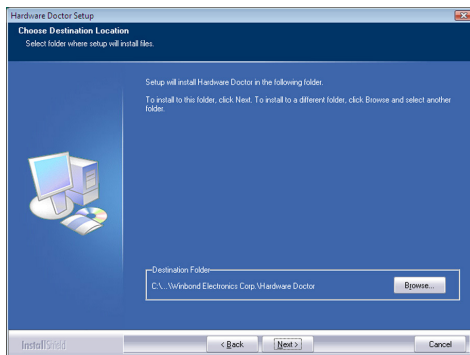 Hardware Doctor Setup
Choose Destination Location
Select folder where setup will install files.
Setup will install Hardware Doctor in the following folder.
To install to this folder, click Next. To install to a different folder, click Browse and select another
folder.
Destination Folder
C:\...\Winbond Electronics Corp.\Hardware Doctor
Browse...
InstallShield
< Back
Next >
Cancel